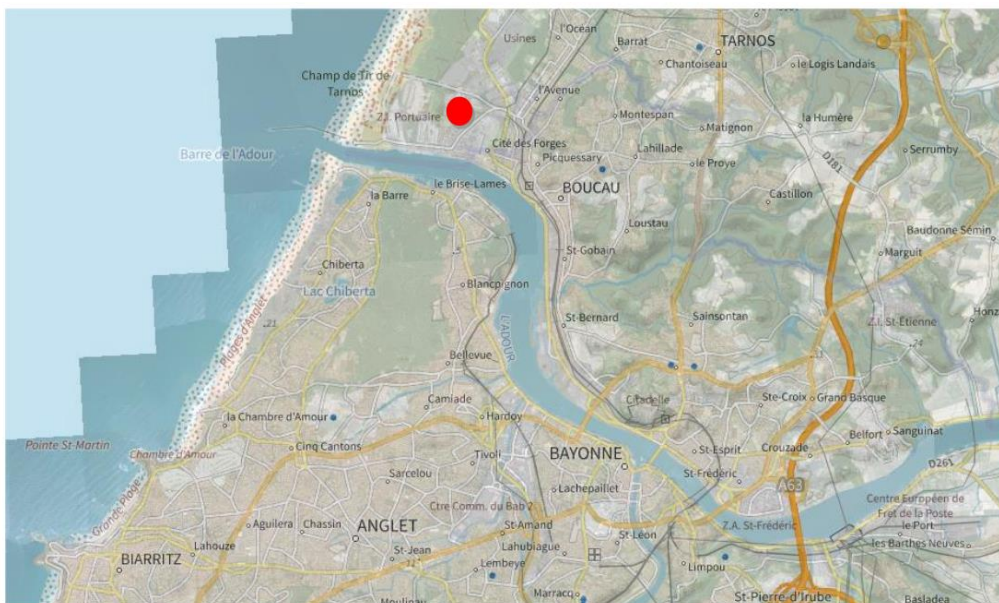 l'Océan
Usines
Barrat
TARNOS
Chantoiseau
le Logis Landais
Champ de Tir de
Tarnos
l'Avenue
Z.I. Portuaire
Montespan
la Humère
Matignon
Cité des Forges
Barre de l'Adour
Picquessary
Lahillade
le Proye
Serrumby
D181
le Brise-Lames
BOUCAU
la Barre
Castillon
Loustau
Baudonne Sémin
St-Gobain
Marguit
Chiberta
Lac Chiberta
Blancpignon
Plages d'Anglet
21
L'ADOUR
St-Bernard
Sainsontan
Z.I. St-Etienne
24
Bellevue
Camiade
Citadelle
Ste-Croix
Grand Basque
la Chambre d'Amour
Hardoy
Belfort
Sanguinat
Pointe St-Martin
Chambre d'Amour
Cinq Cantons
Tivoli
BAYONNE
St-Esprit
Crouzade
D261
Sarcelou
St-Frédéric
A63
Lachepaillet
Grande Plage
Ctre Comm. du Bab 2
Centre Européen de
Fret de la Poste
le Port
Aguilera
Chassin
ANGLET
St-Amand
Z.A. St-Frédéric
St-Léon
les Barthes Neuves
BIARRITZ
Lahouze
St-Jean
Lahubiague
Lembeye
Limpou
Marracq
St-Pierre-d'Irube
Basladea